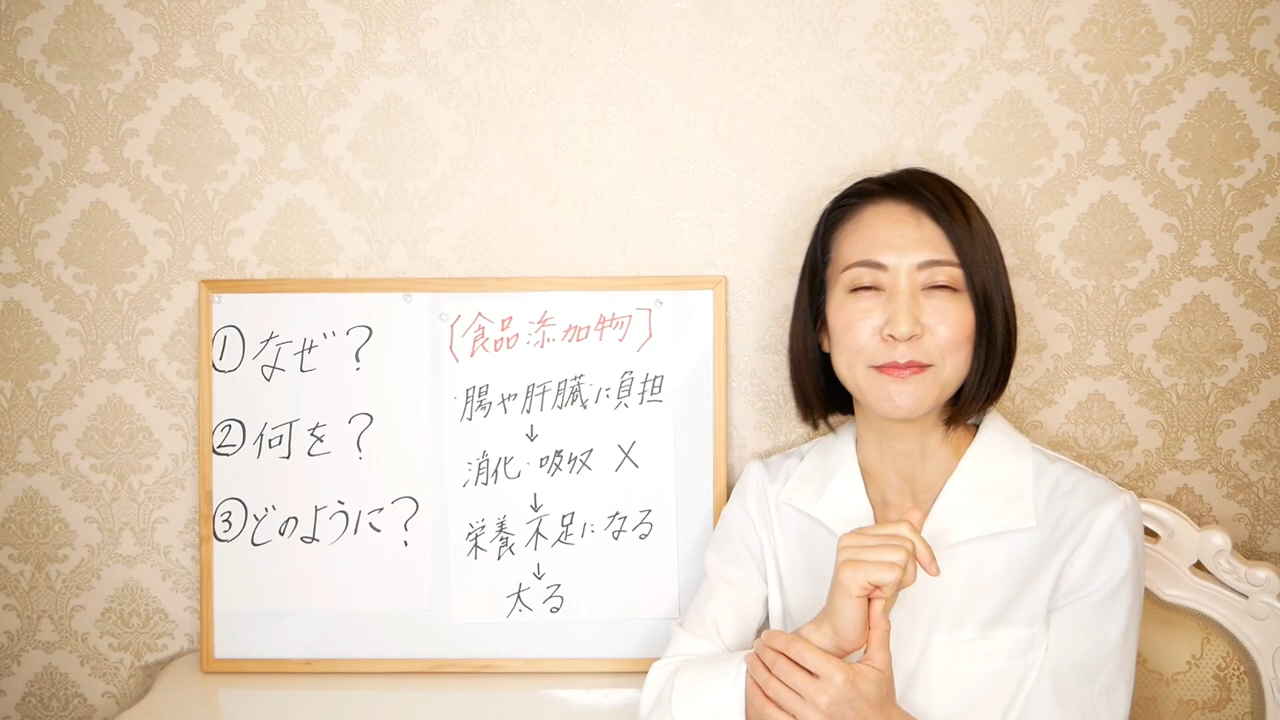 ①なぜ？
②何を？
③どのように？
〔食品添加物〕
・腸や肝臓に負担
↓
消化・吸収 ×
↓
栄養不足になる
↓
太る